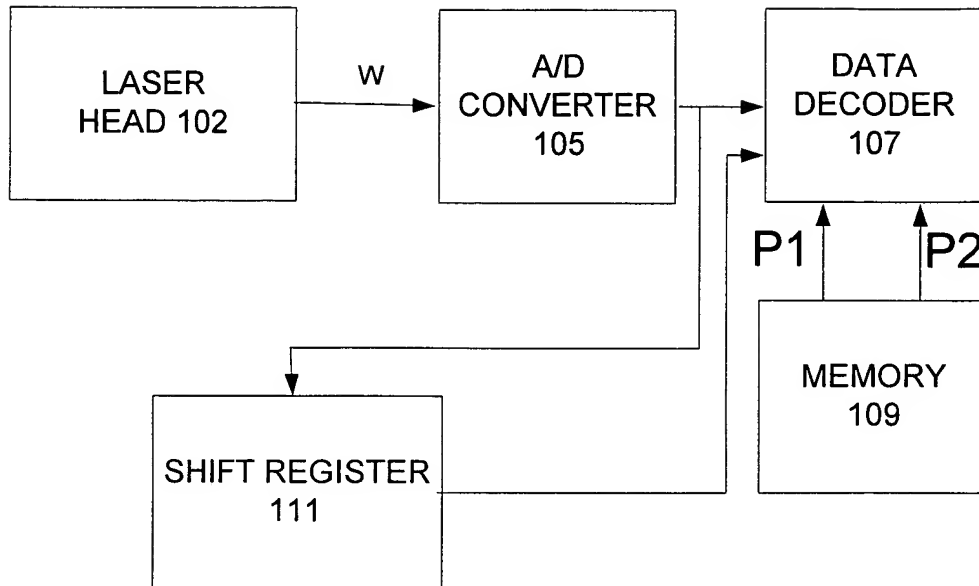 LASER
HEAD 102
W
A/D
CONVERTER
105
DATA
DECODER
107
P1
P2
MEMORY
109
SHIFT REGISTER
111